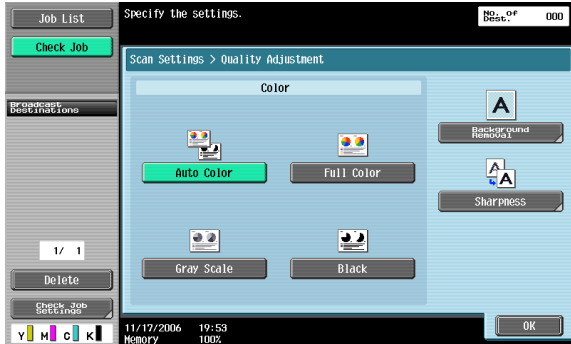 Job List
Check Job
Broadcast
Destinations
1/ 1
Delete
Check Job
Settings
Y M C K
Specify the settings.
No. of
Dest. 000
Scan Settings > Quality Adjustment
Color
Auto Color
Full Color
Gray Scale
Black
A
Background
Removal
A A
Sharpness
11/17/2006 19:53
Memory 100%
OK